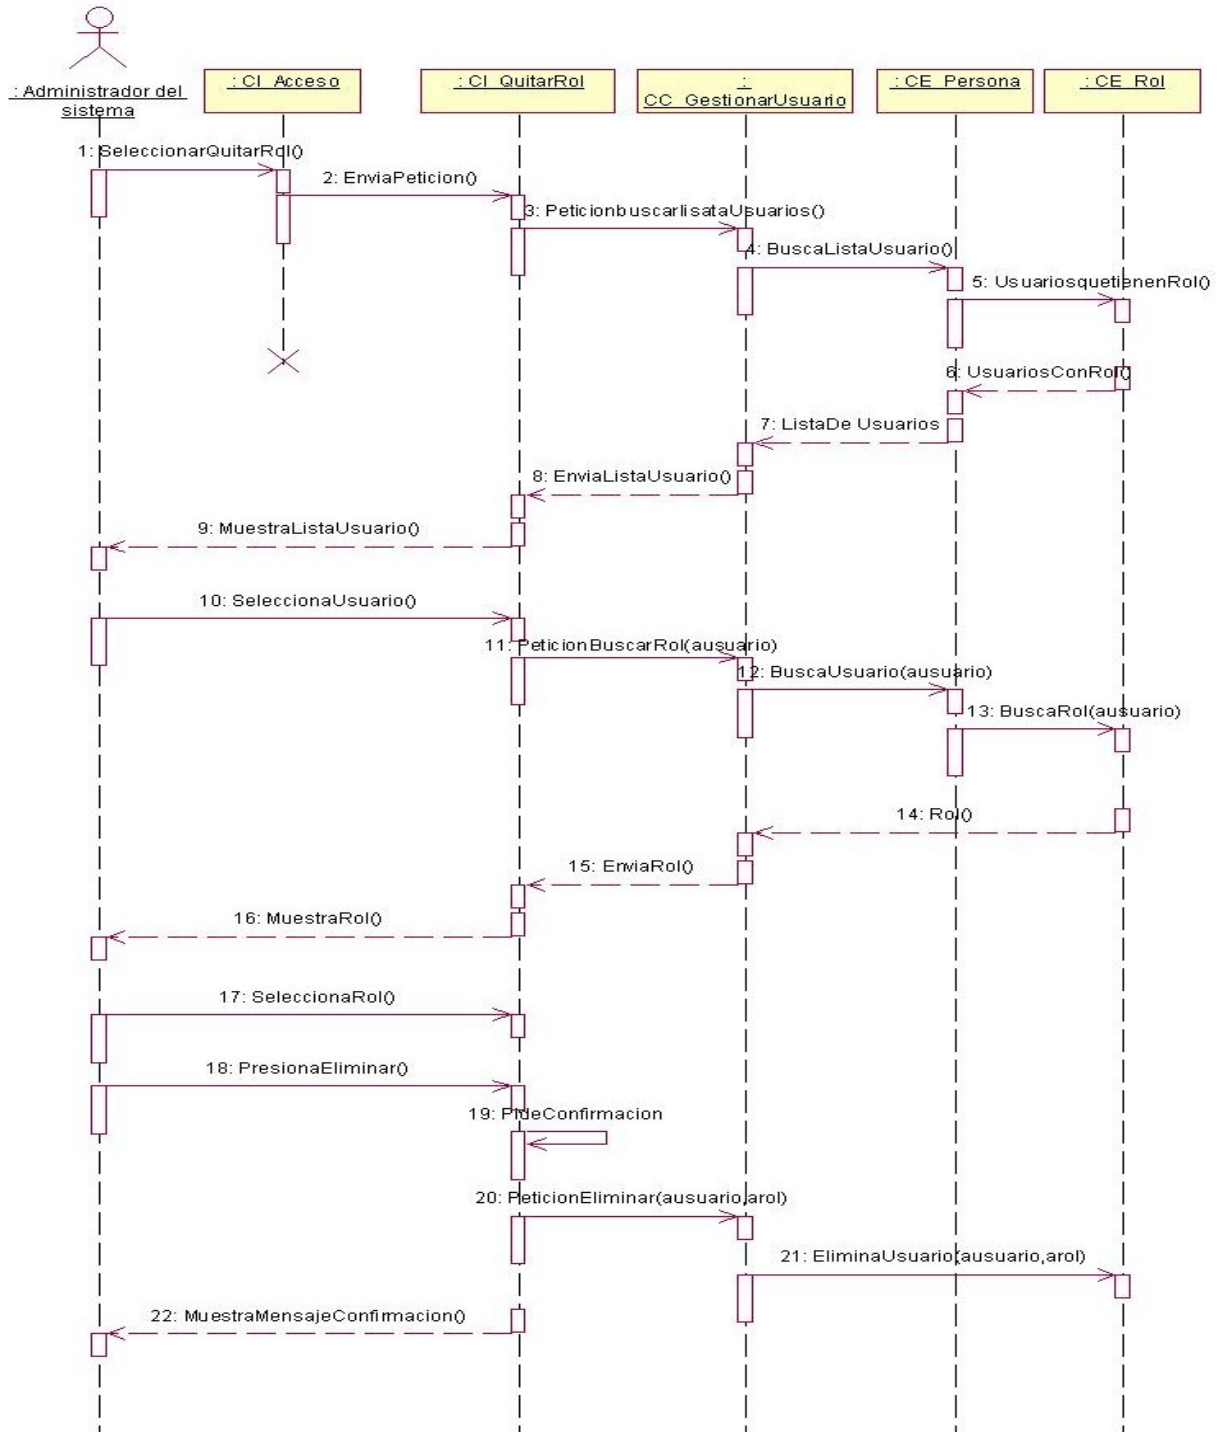 : Administrador del
sistema
: CI_Acceso
: CI_QuitarRol
:
CC_GestionarUsuario
: CE_Persona
: CE_Rol
1: SeleccionarQuitarRol()
2: EnviaPeticion()
3: PeticionbuscarlisataUsuarios()
4: BuscaListaUsuario()
5: UsuariosquetienenRol()
6: UsuariosConRol()
7: ListaDe Usuarios
8: EnviaListaUsuario()
9: MuestraListaUsuario()
10: SeleccionaUsuario()
11: PeticionBuscarRol(ausuario)
12: BuscaUsuario(ausuario)
13: BuscaRol(ausuario)
14: Rol()
15: EnviaRol()
16: MuestraRol()
17: SeleccionaRol()
18: PresionaEliminar()
19: PideConfirmacion
20: PeticionEliminar(ausuario,arol)
21: EliminaUsuario(ausuario,arol)
22: MuestraMensajeConfirmacion()